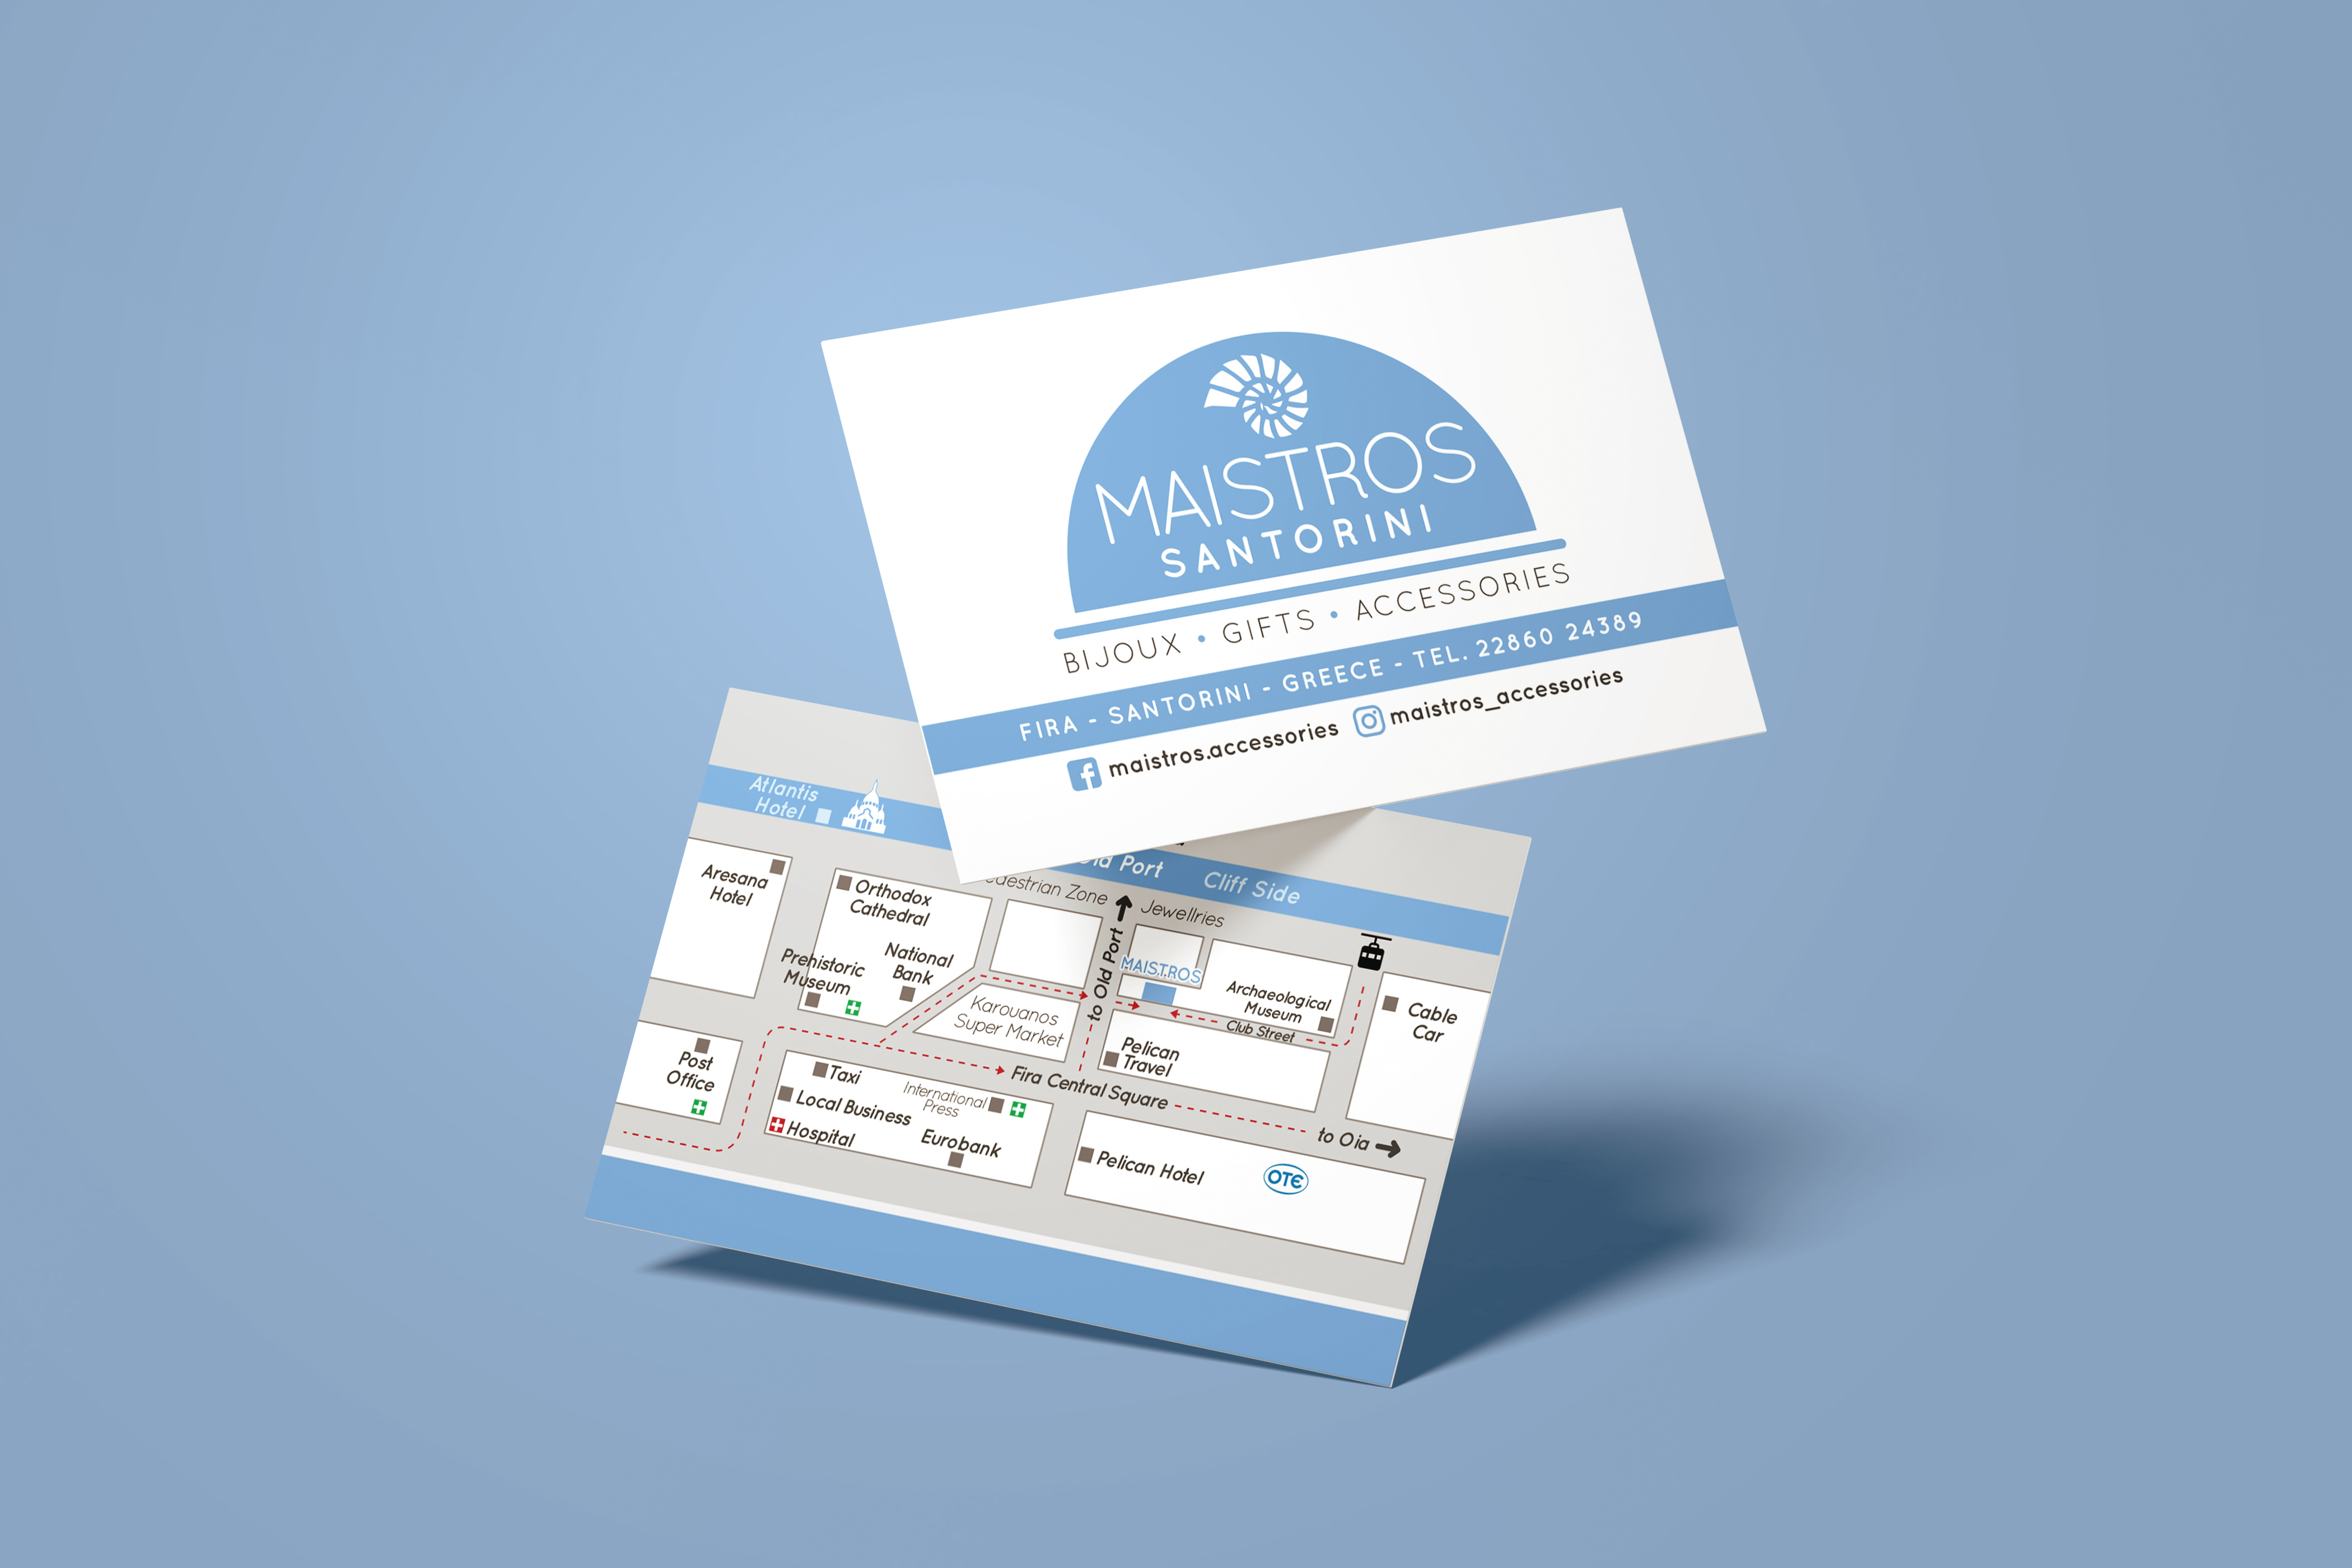 MAISTROS
SANTORINI
BIJOUX • GIFTS • ACCESSORIES
FIRA - SANTORINI - GREECE - TEL. 22860 24389
maistros.accessories maistros_accessories
Atlantis
Hotel
Port
Cliff Side
Zone
Jewellries
Aresana
Hotel
Orthodox
Cathedral
National
Bank
Prehistoric
Museum
to Old Port
MAISTROS
Archaeological
Museum
Club Street
Cable
Car
Karouanos
Super Market
Pelican
Travel
Post
Office
Taxi
Local Business
Hospital
International
Press
Eurobank
Fira Central Square
to Oia
Pelican Hotel
OTE